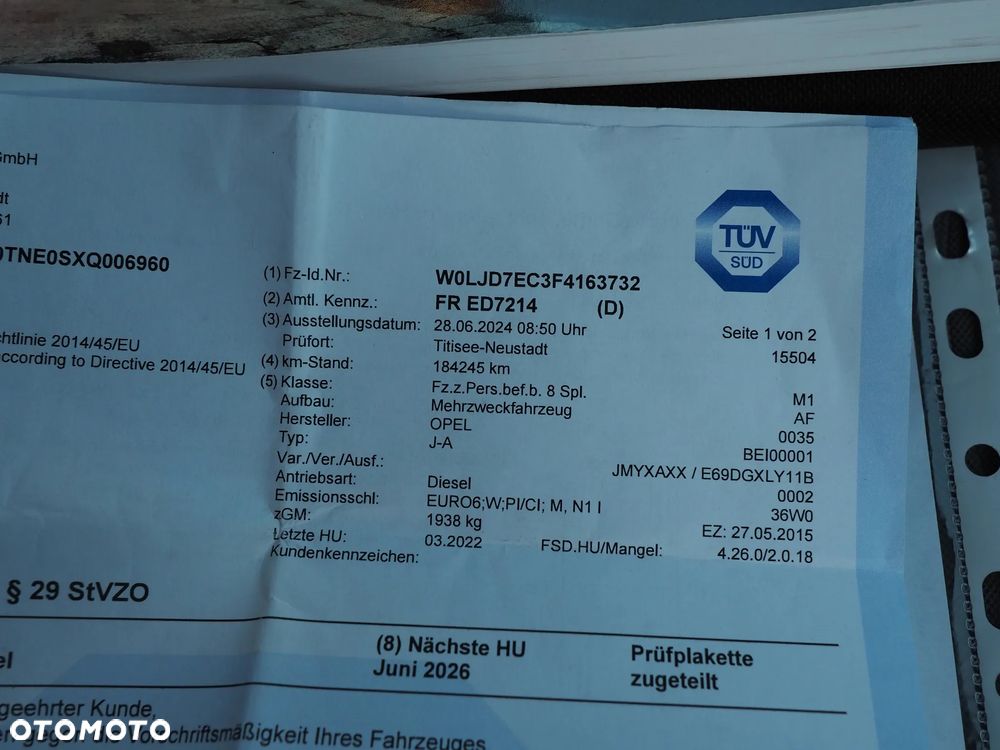 GmbH
dt
61
0TNE0SXQ006960
TÜV
SÜD
(1) Fz-Id.Nr.: W0LJD7EC3F4163732
(2) Amtl. Kennz.: FR ED7214 (D)
(3) Ausstellungsdatum: 28.06.2024 08:50 Uhr Seite 1 von 2
Prüfort: Titisee-Neustadt 15504
chtlinie 2014/45/EU
according to Directive 2014/45/EU
(4) km-Stand: 184245 km
(5) Klasse: Fz.z.Pers.bef.b. 8 Spl. M1
Aufbau: Mehrzweckfahrzeug AF
Hersteller: OPEL 0035
Typ: J-A BEI00001
Var./Ver./Ausf.: JMYXAXX / E69DGXLY11B
Antriebsart: Diesel 0002
Emissionsschl: EURO6;W;PI/CI; M, N1 I 36W0
zGM: 1938 kg EZ: 27.05.2015
Letzte HU: 03.2022 FSD.HU/Mangel: 4.26.0/2.0.18
Kundenkennzeichen:
§ 29 StVZO
el (8) Nächste HU Prüfplakette
Juni 2026 zugeteilt
geehrter Kunde,
Vorschriftsmäßigkeit Ihres Fahrzeuges
OTOMOTO